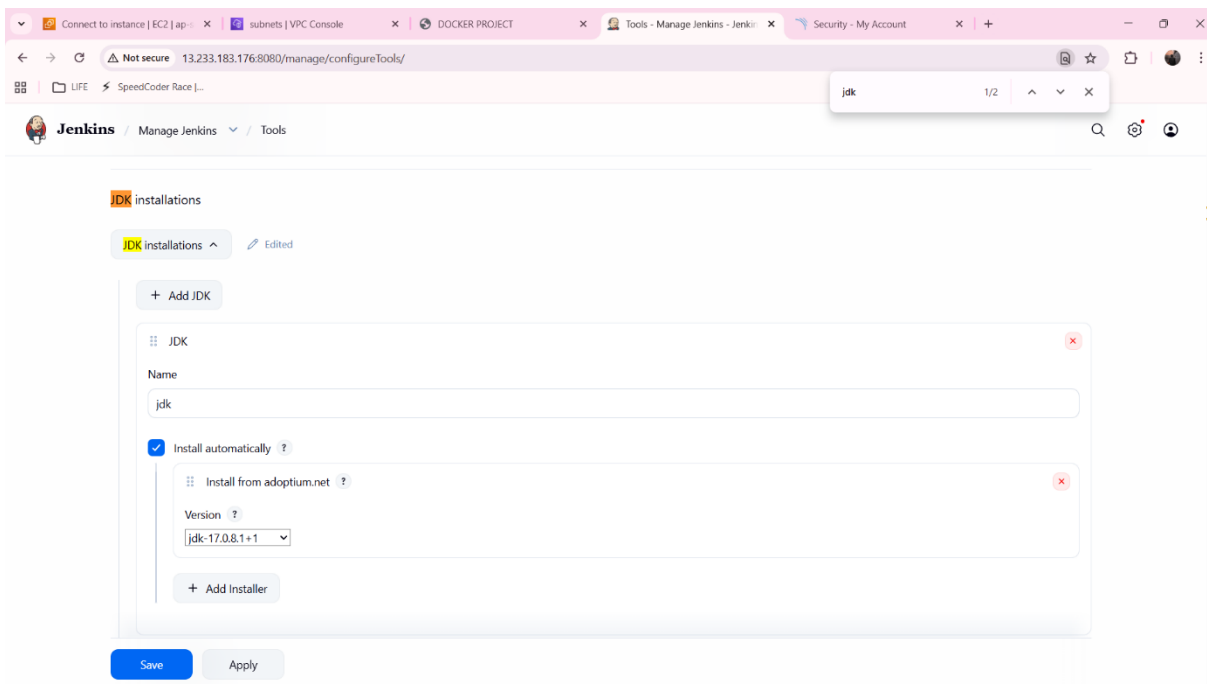 Connect to instance | EC2 | ap-s
subnets | VPC Console
DOCKER PROJECT
Tools - Manage Jenkins - Jenkin
Security - My Account
Not secure 13.233.183.176:8080/manage/configureTools/
LIFE
SpeedCoder Race |...
jdk 1/2
Jenkins / Manage Jenkins / Tools
JDK installations
JDK installations
Edited
+ Add JDK
JDK
Name
jdk
Install automatically ?
Install from adoptium.net ?
Version ?
jdk-17.0.8.1+1
+ Add Installer
Save
Apply